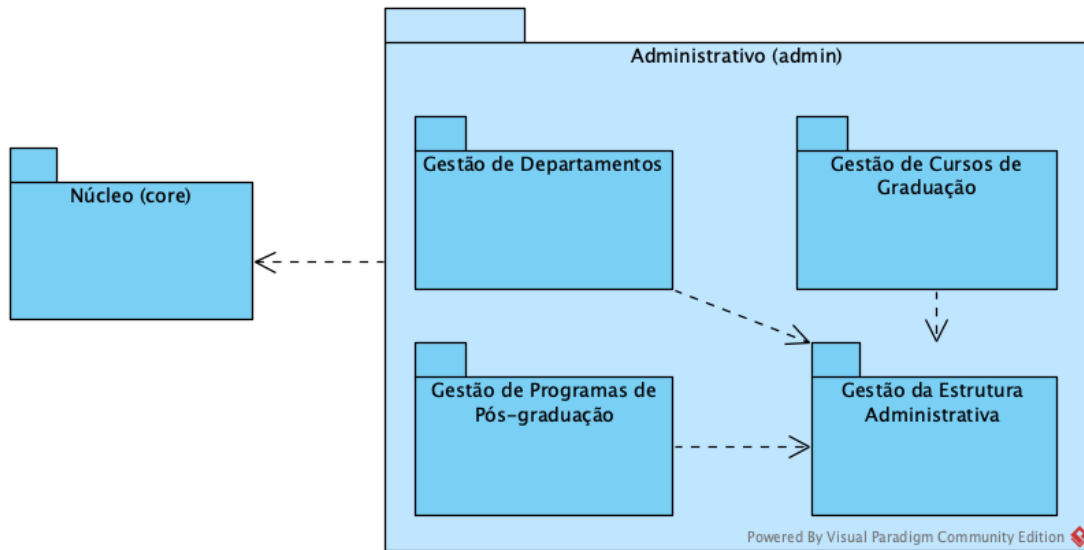 Administrativo (admin)
Núcleo (core)
Gestão de Departamentos
Gestão de Cursos de
Graduação
Gestão de Programas de
Pós-graduação
Gestão da Estrutura
Administrativa
Powered By Visual Paradigm Community Edition